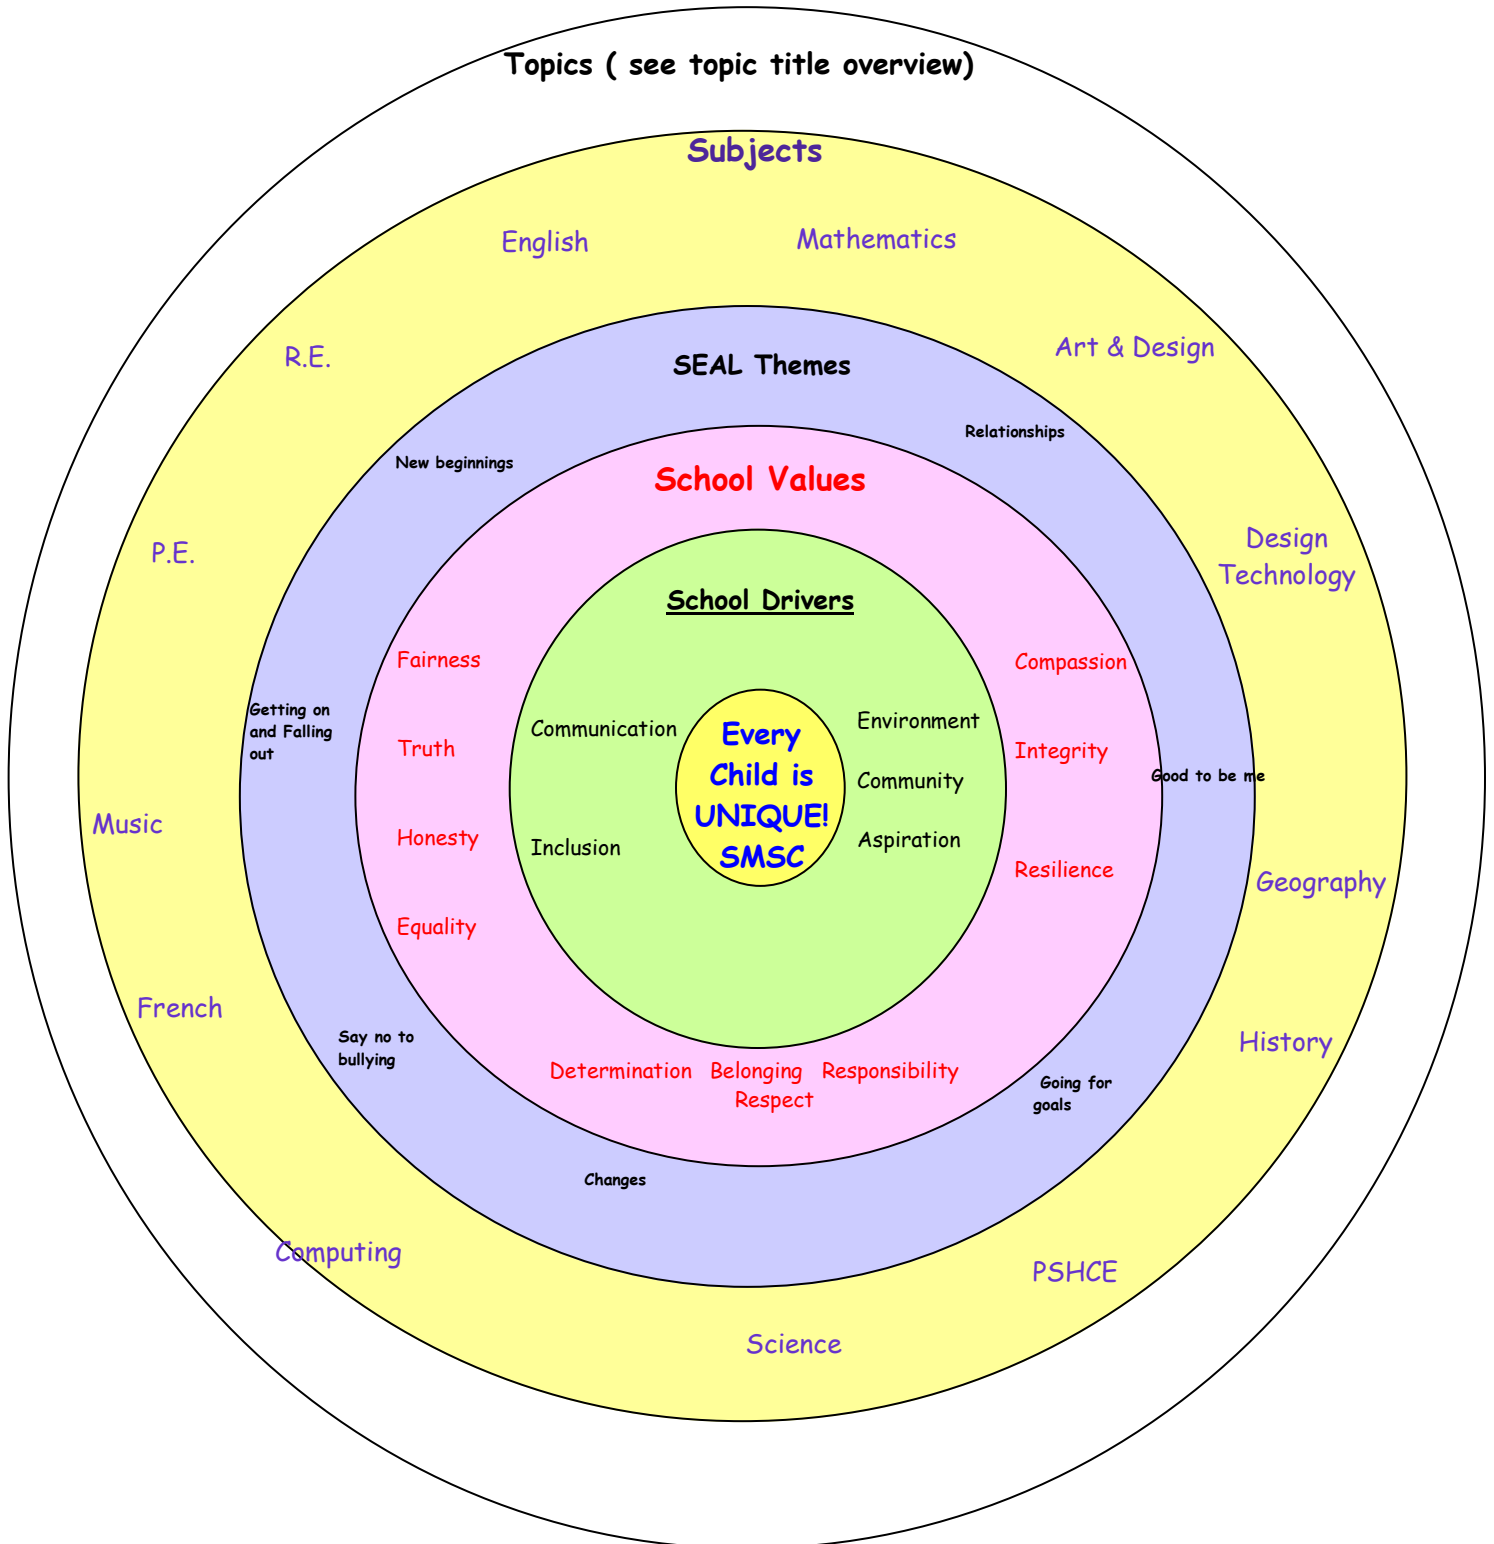 Topics ( see topic title overview)
Subjects
English
Mathematics
R.E.
Art & Design
SEAL Themes
Relationships
New beginnings
School Values
P.E.
Design
Technology
School Drivers
Fairness
Compassion
Getting on
and Falling
out
Communication
Environment
Truth
Integrity
Every
Child is
UNIQUE!
SMSC
Community
Good to be me
Music
Honesty
Inclusion
Aspiration
Resilience
Geography
Equality
French
Say no to
bullying
History
Determination Belonging Responsibility
Respect
Going for
goals
Changes
Computing
PSHCE
Science